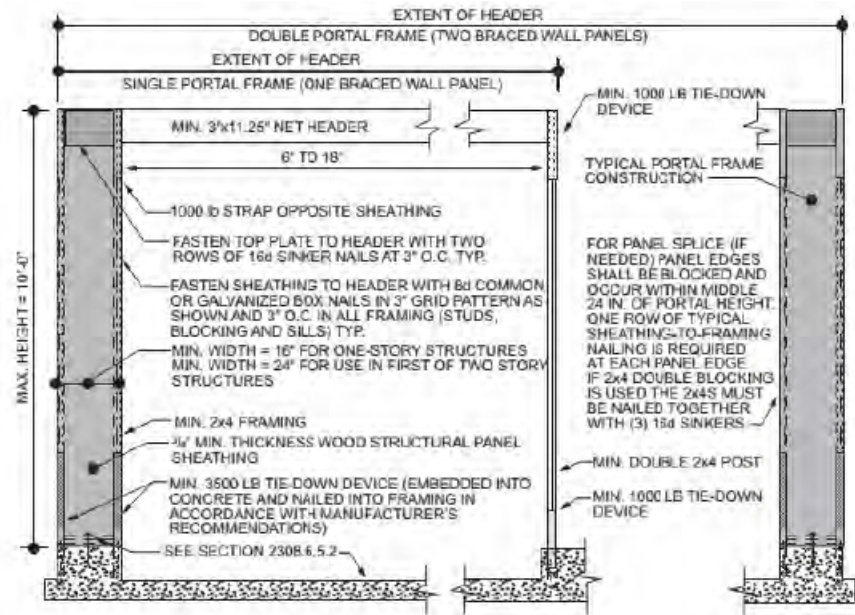 EXTENT OF HEADER
DOUBLE PORTAL FRAME (TWO BRACED WALL PANELS)
EXTENT OF HEADER
SINGLE PORTAL FRAME (ONE BRACED WALL PANEL)
MIN. 3"x11.25" NET HEADER
6' TO 18'
1000 lb STRAP OPPOSITE SHEATHING
FASTEN TOP PLATE TO HEADER WITH TWO
ROWS OF 16d SINKER NAILS AT 3" O.C. TYP.
FASTEN SHEATHING TO HEADER WITH 8d COMMON
OR GALVANIZED BOX NAILS IN 3" GRID PATTERN AS
SHOWN AND 3" O.C. IN ALL FRAMING (STUDS,
BLOCKING AND SILLS) TYP.
MIN. WIDTH = 16" FOR ONE-STORY STRUCTURES
MIN. WIDTH = 24" FOR USE IN FIRST OF TWO STORY
STRUCTURES
MIN. 2x4 FRAMING
MIN. THICKNESS WOOD STRUCTURAL PANEL
SHEATHING
MIN. 3500 LB TIE-DOWN DEVICE (EMBEDDED INTO
CONCRETE AND NAILED INTO FRAMING IN
ACCORDANCE WITH MANUFACTURER'S
RECOMMENDATIONS)
SEE SECTION 2308.6.5.2
MAX. HEIGHT = 10'-0"
MIN. 1000 LB TIE-DOWN
DEVICE
TYPICAL PORTAL FRAME
CONSTRUCTION
FOR PANEL SPLICE (IF
NEEDED) PANEL EDGES
SHALL BE BLOCKED AND
OCCUR WITHIN MIDDLE
24 IN. OF PORTAL HEIGHT.
ONE ROW OF TYPICAL
SHEATHING-TO-FRAMING
NAILING IS REQUIRED
AT EACH PANEL EDGE
IF 2x4 DOUBLE BLOCKING
IS USED THE 2x4S MUST
BE NAILED TOGETHER
WITH (3) 16d SINKERS
MIN. DOUBLE 2x4 POST
MIN. 1000 LB TIE-DOWN
DEVICE